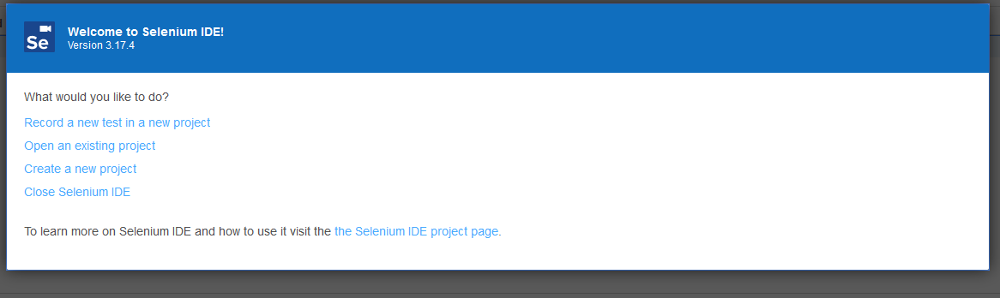 Se
Welcome to Selenium IDE!
Version 3.17.4
What would you like to do?
Record a new test in a new project
Open an existing project
Create a new project
Close Selenium IDE
To learn more on Selenium IDE and how to use it visit the the Selenium IDE project page.